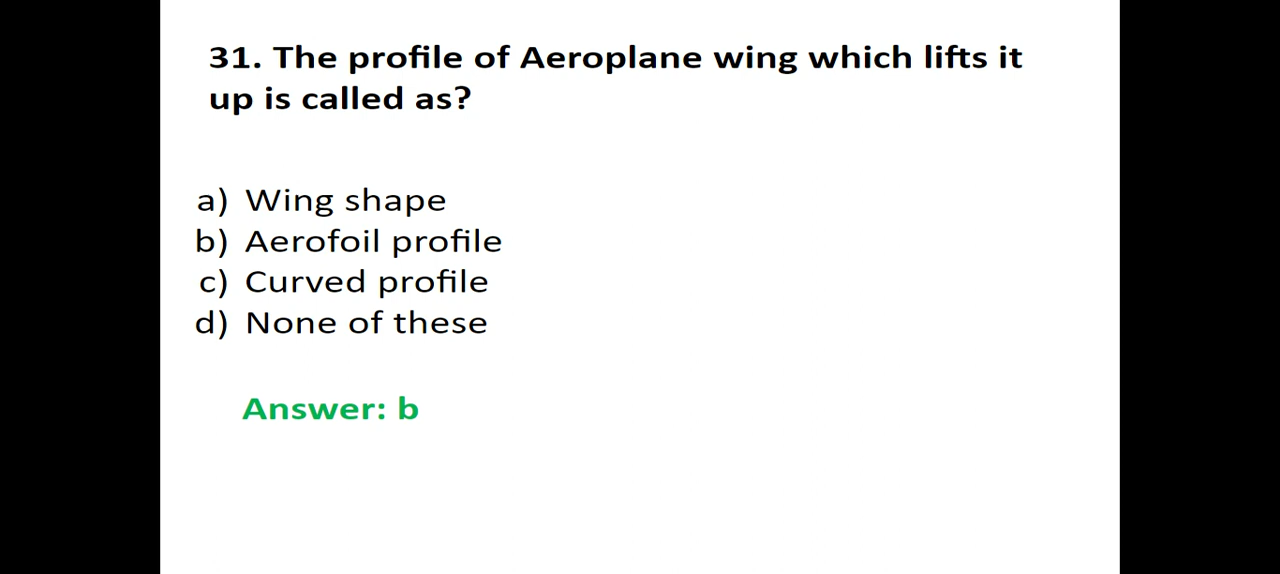 31. The profile of Aeroplane wing which lifts it
up is called as?
a) Wing shape
b) Aerofoil profile
c) Curved profile
d) None of these
Answer: b